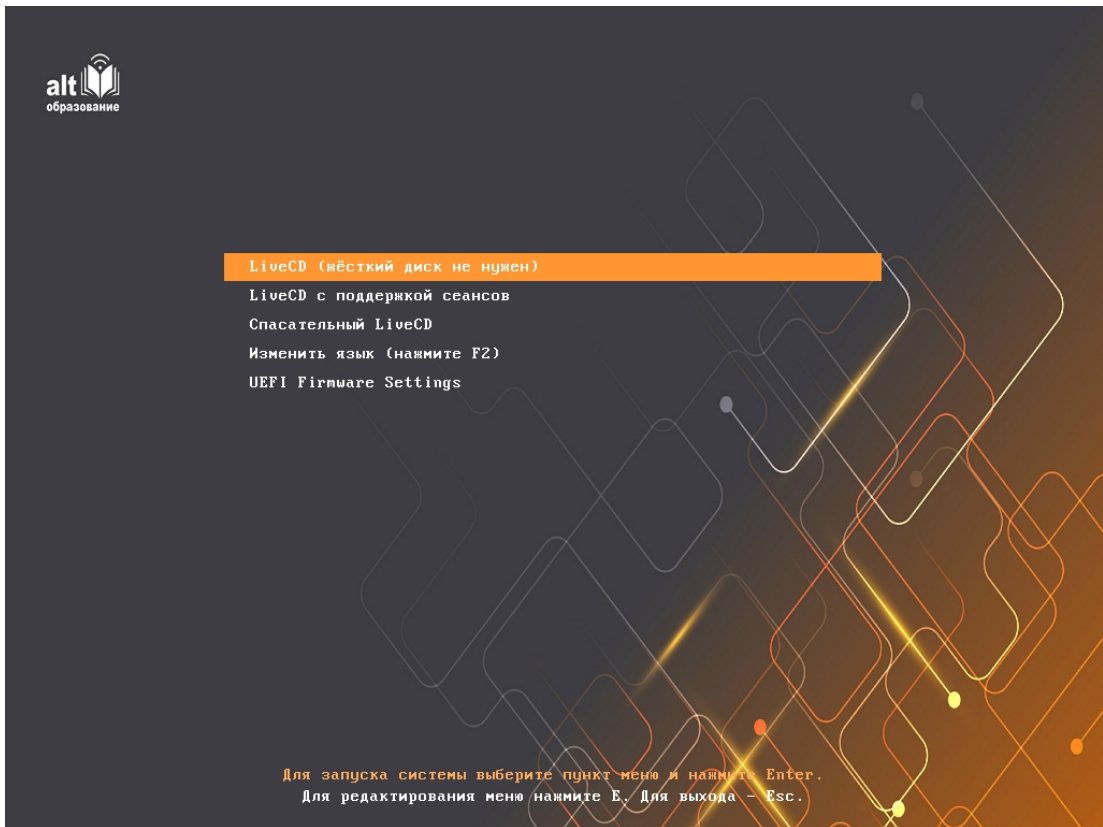 alt
образование
LiveCD (жёсткий диск не нужен)
LiveCD с поддержкой сеансов
Спасательный LiveCD
Изменить язык (нажмите F2)
UEFI Firmware Settings
Для запуска системы выберите пункт меню и нажмите Enter.
Для редактирования меню нажмите E. Для выхода - Esc.